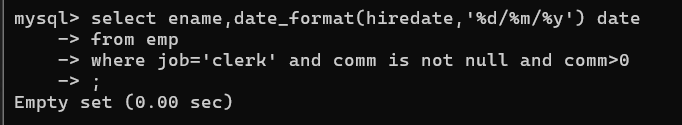 mysql> select ename,date_format(hiredate,'%d/%m/%y') date
    -> from emp
    -> where job='clerk' and comm is not null and comm>0
    -> ;
Empty set (0.00 sec)